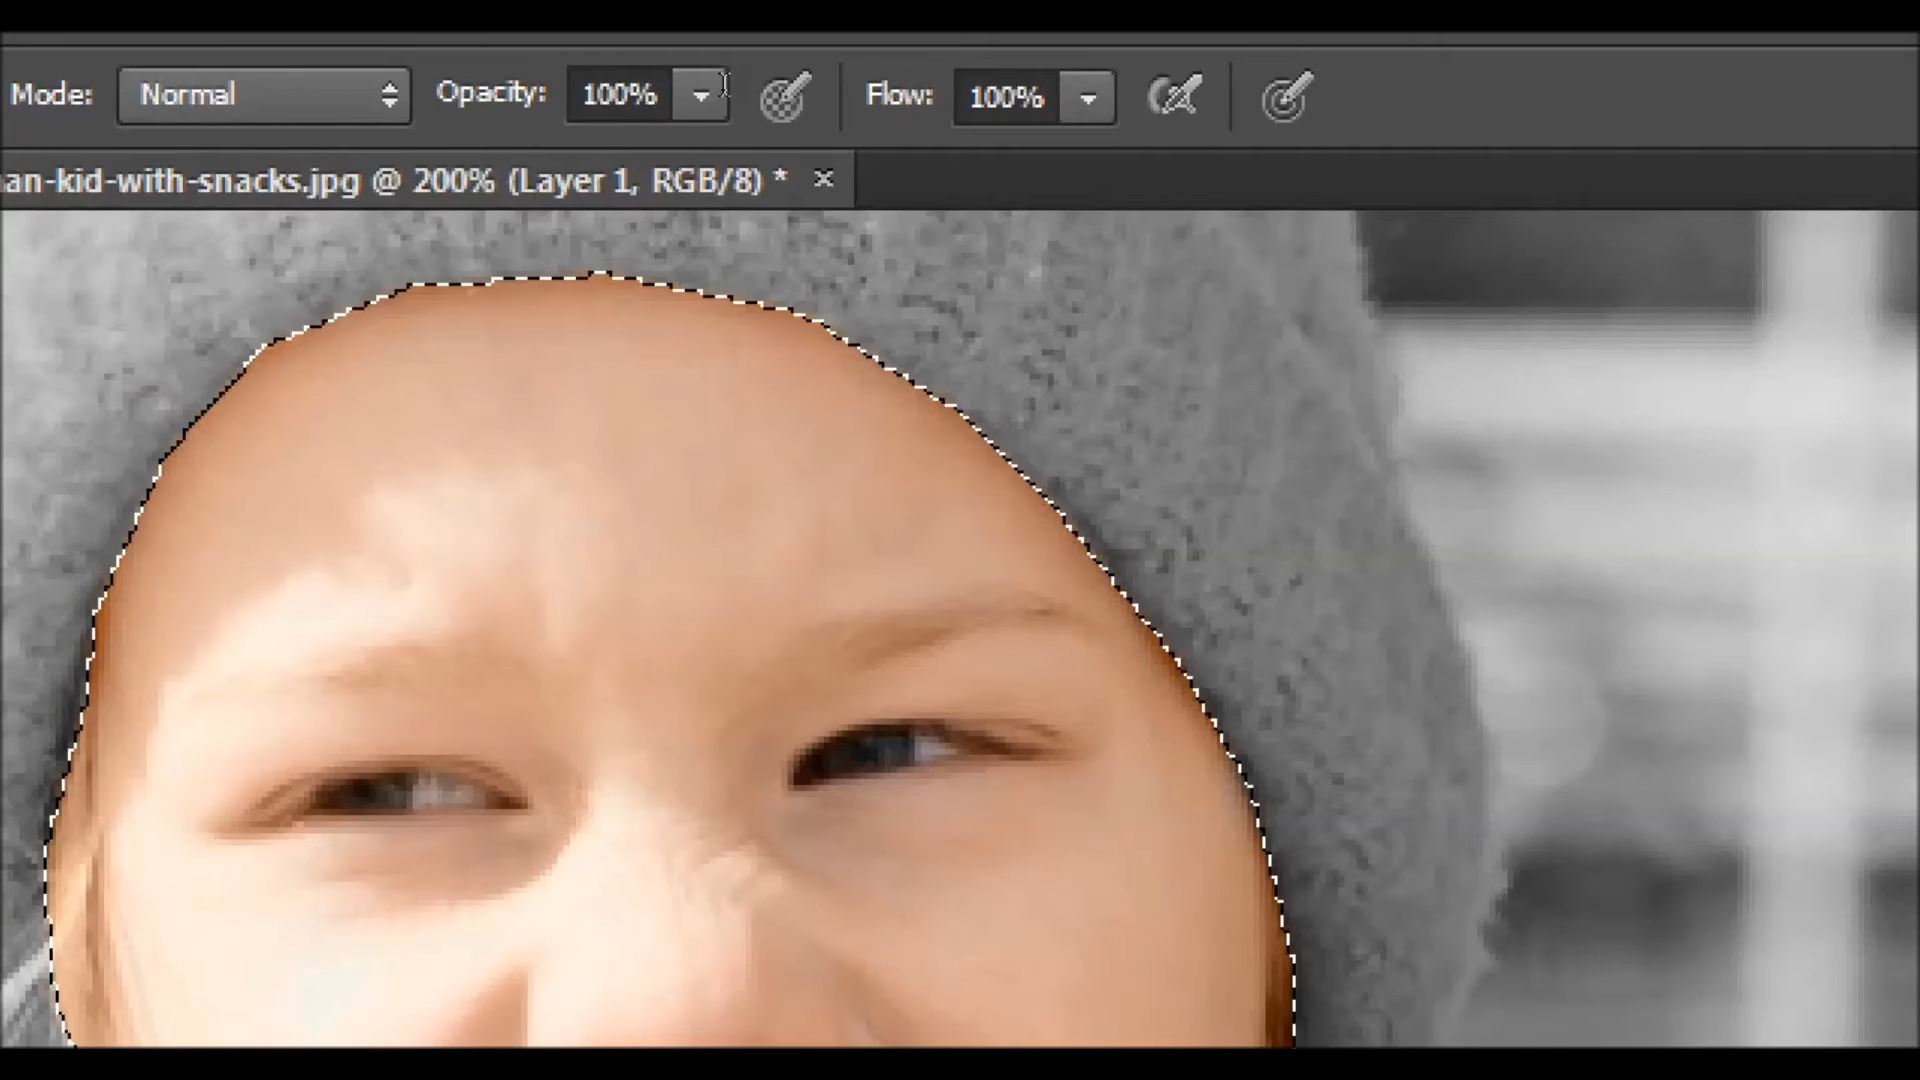 Mode: Normal Opacity: 100% Flow: 100%
an-kid-with-snacks.jpg @ 200% (Layer 1, RGB/8) *